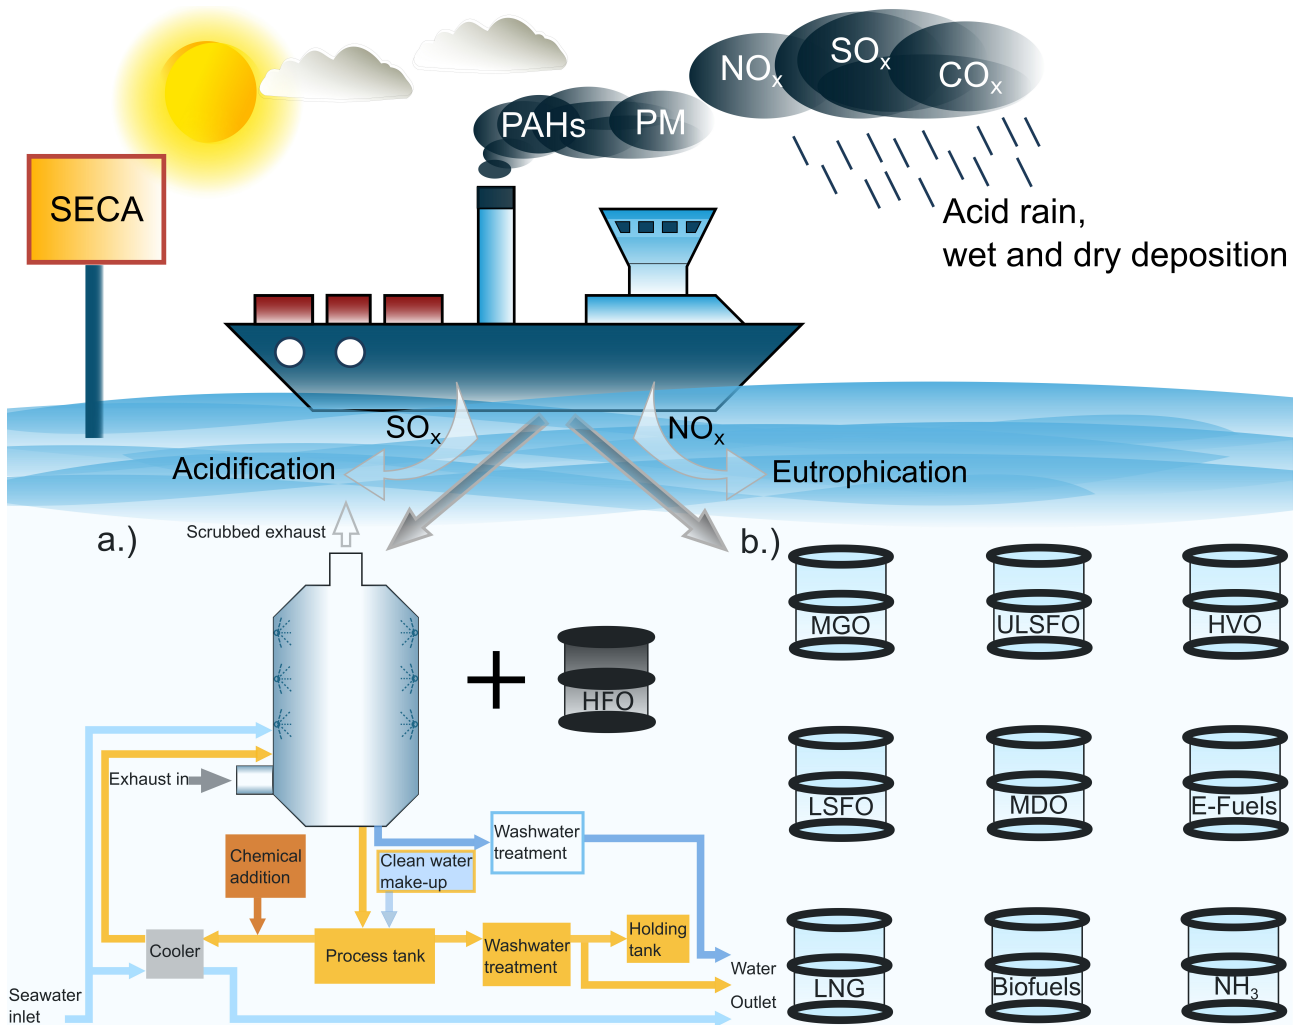 NOₓ
SOₓ
COₓ
PAHs
PM
SECA
Acid rain,
wet and dry deposition
SOₓ
NOₓ
Acidification
Eutrophication
a.)
Scrubbed exhaust
b.)
MGO
ULSFO
HVO
HFO
LSFO
MDO
E-Fuels
Exhaust in
Chemical
addition
Clean water
make-up
Washwater
treatment
Cooler
Process tank
Washwater
treatment
Holding
tank
Water
Outlet
Seawater
inlet
LNG
Biofuels
NH₃